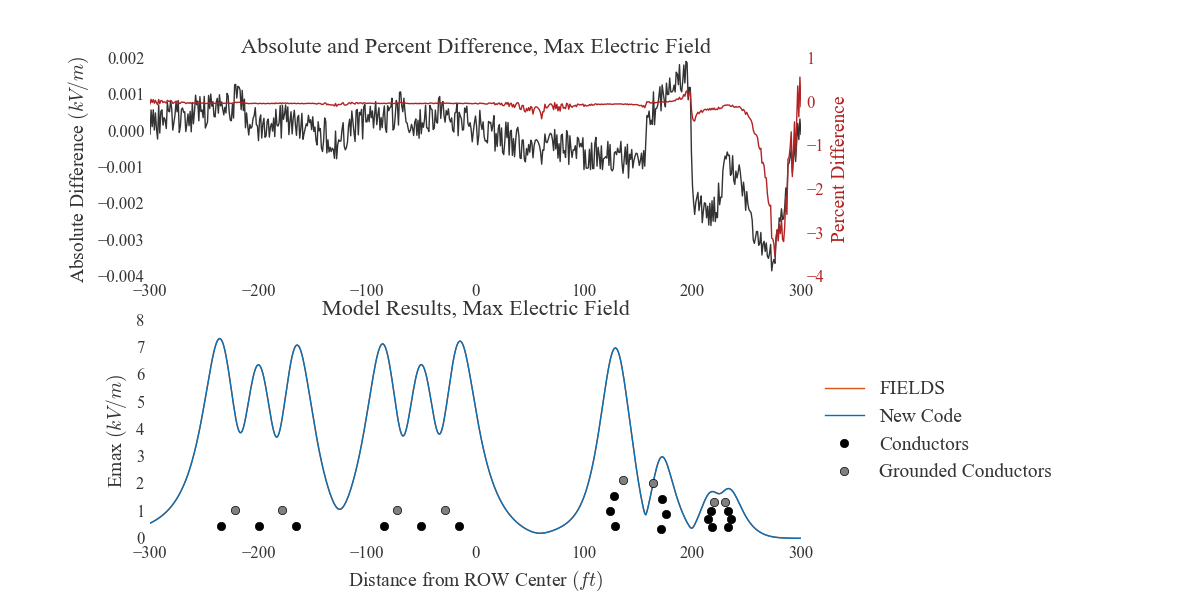 Absolute and Percent Difference, Max Electric Field
0.002
0.001
0.000
−0.001
−0.002
−0.003
−0.004
Absolute Difference (kV/m)
1
0
−1
−2
−3
−4
Percent Difference
−300 −200 −100 0 100 200 300
Model Results, Max Electric Field
8
7
6
5
4
3
2
1
0
Emax (kV/m)
−300 −200 −100 0 100 200 300
Distance from ROW Center (ft)
FIELDS
New Code
Conductors
Grounded Conductors